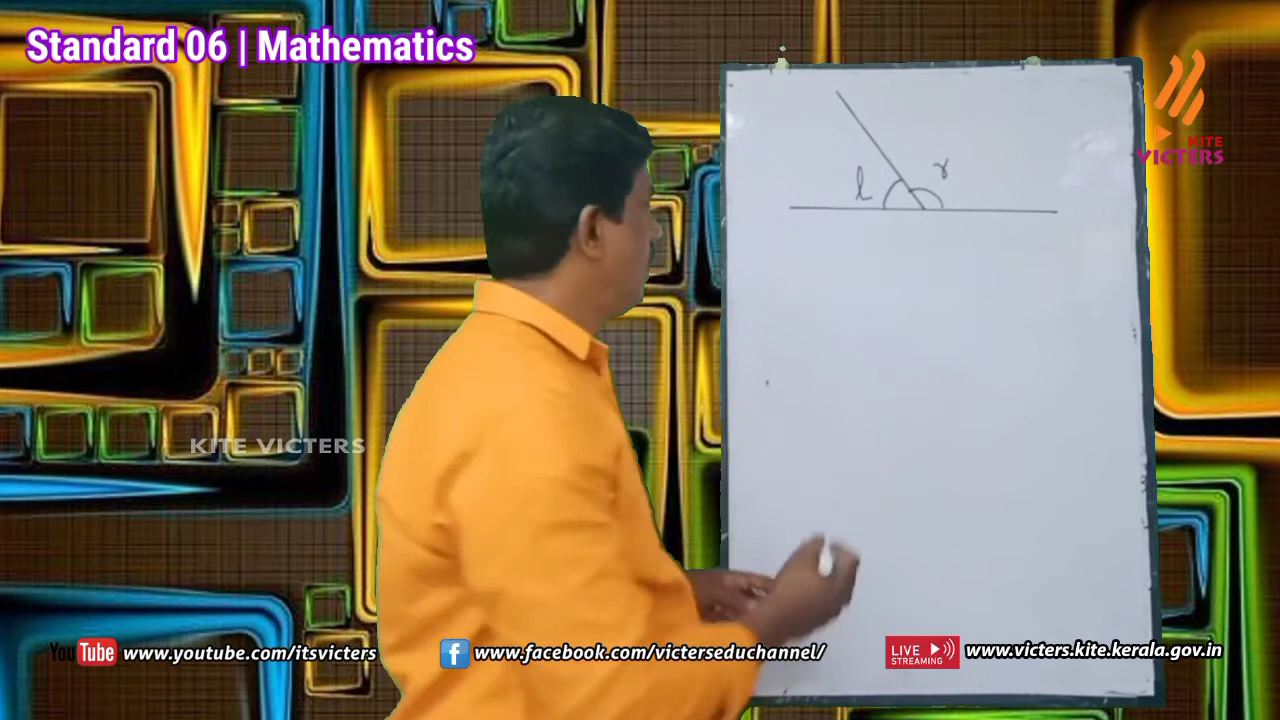 Standard 06 | Mathematics
KITE
VICTERS
l
r
KITE VICTERS
YouTube www.youtube.com/itsvicters
f www.facebook.com/victerseduchannel/
LIVE
STREAMING
www.victers.kite.kerala.gov.in